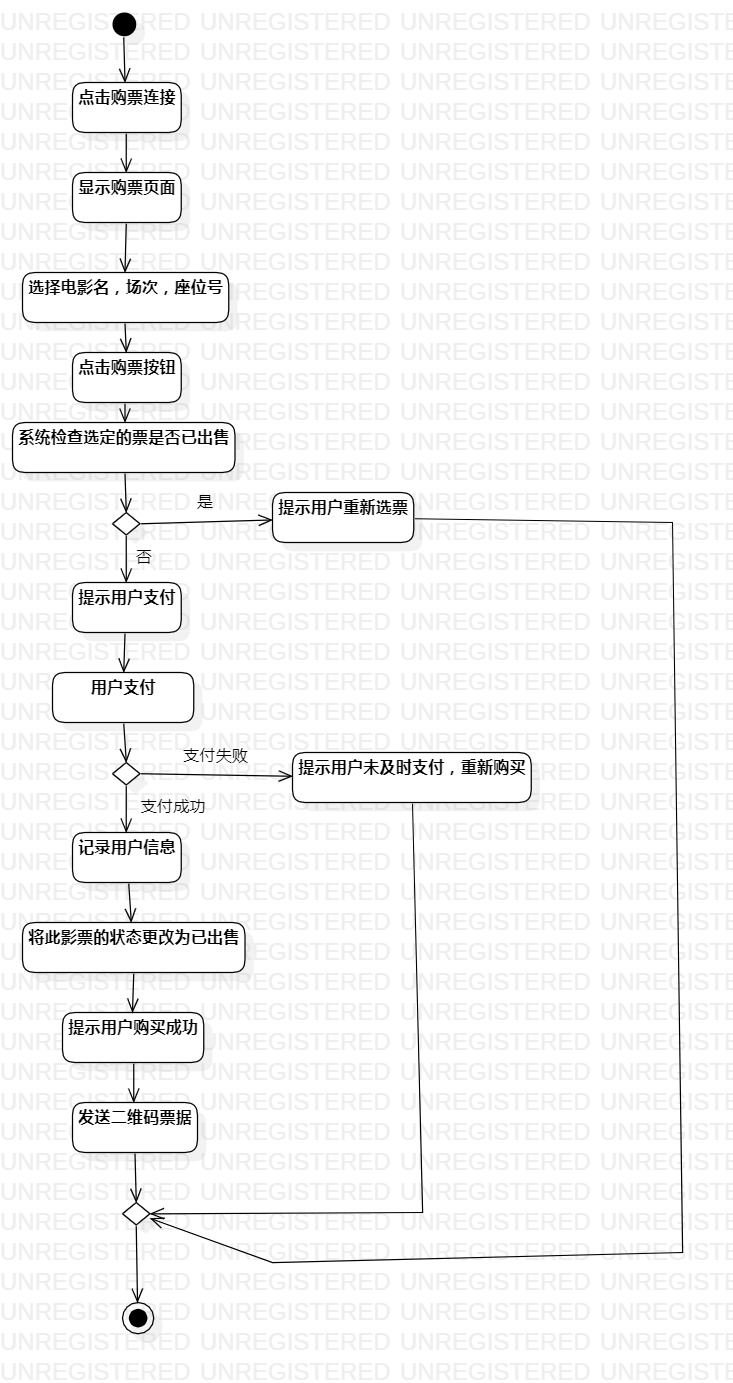 点击购票连接
显示购票页面
选择电影名，场次，座位号
点击购票按钮
系统检查选定的票是否已出售
是
提示用户重新选票
否
提示用户支付
用户支付
支付失败
提示用户未及时支付，重新购买
支付成功
记录用户信息
将此影票的状态更改为已出售
提示用户购买成功
发送二维码票据
UNREGISTERED